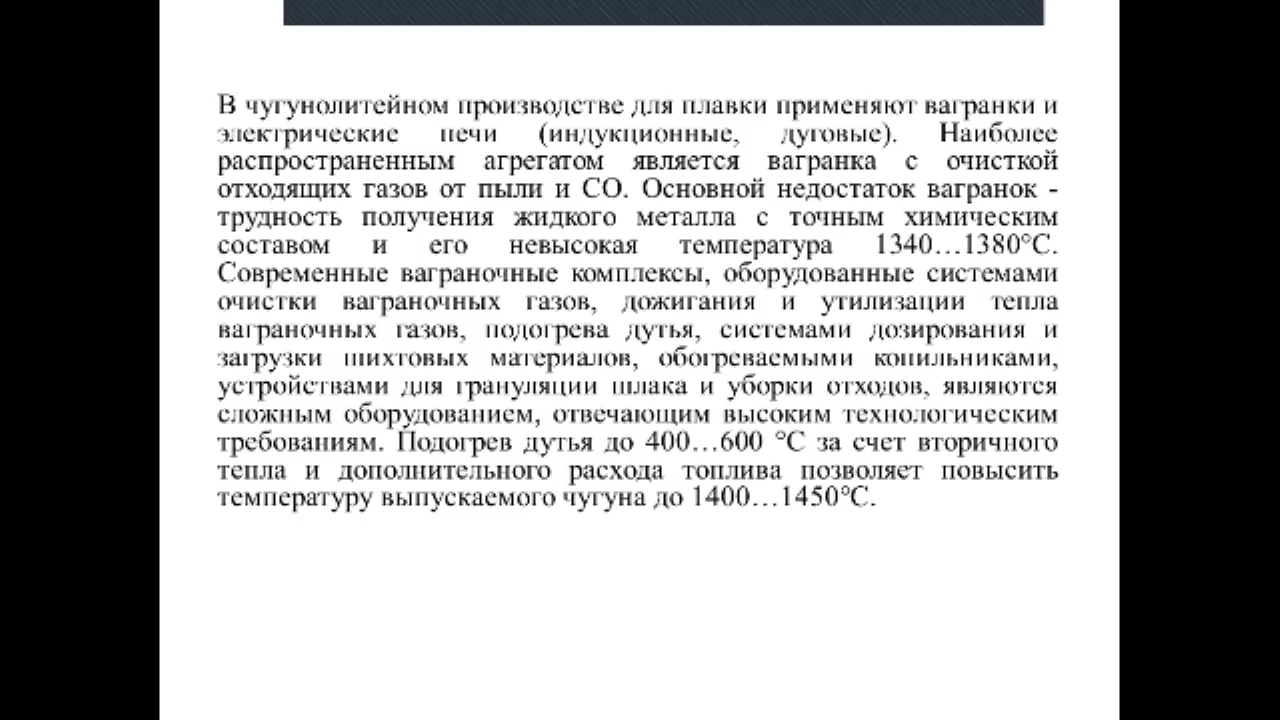 В чугунолитейном производстве для плавки применяют вагранки и
электрические печи (индукционные, дуговые). Наиболее
распространенным агрегатом является вагранка с очисткой
отходящих газов от пыли и СО. Основной недостаток вагранок -
трудность получения жидкого металла с точным химическим
составом и его невысокая температура 1340…1380°С.
Современные ваграночные комплексы, оборудованные системами
очистки ваграночных газов, дожигания и утилизации тепла
ваграночных газов, подогрева дутья, системами дозирования и
загрузки шихтовых материалов, обогреваемыми копильниками,
устройствами для грануляции шлака и уборки отходов, являются
сложным оборудованием, отвечающим высоким технологическим
требованиям. Подогрев дутья до 400…600 °С за счет вторичного
тепла и дополнительного расхода топлива позволяет повысить
температуру выпускаемого чугуна до 1400…1450°С.